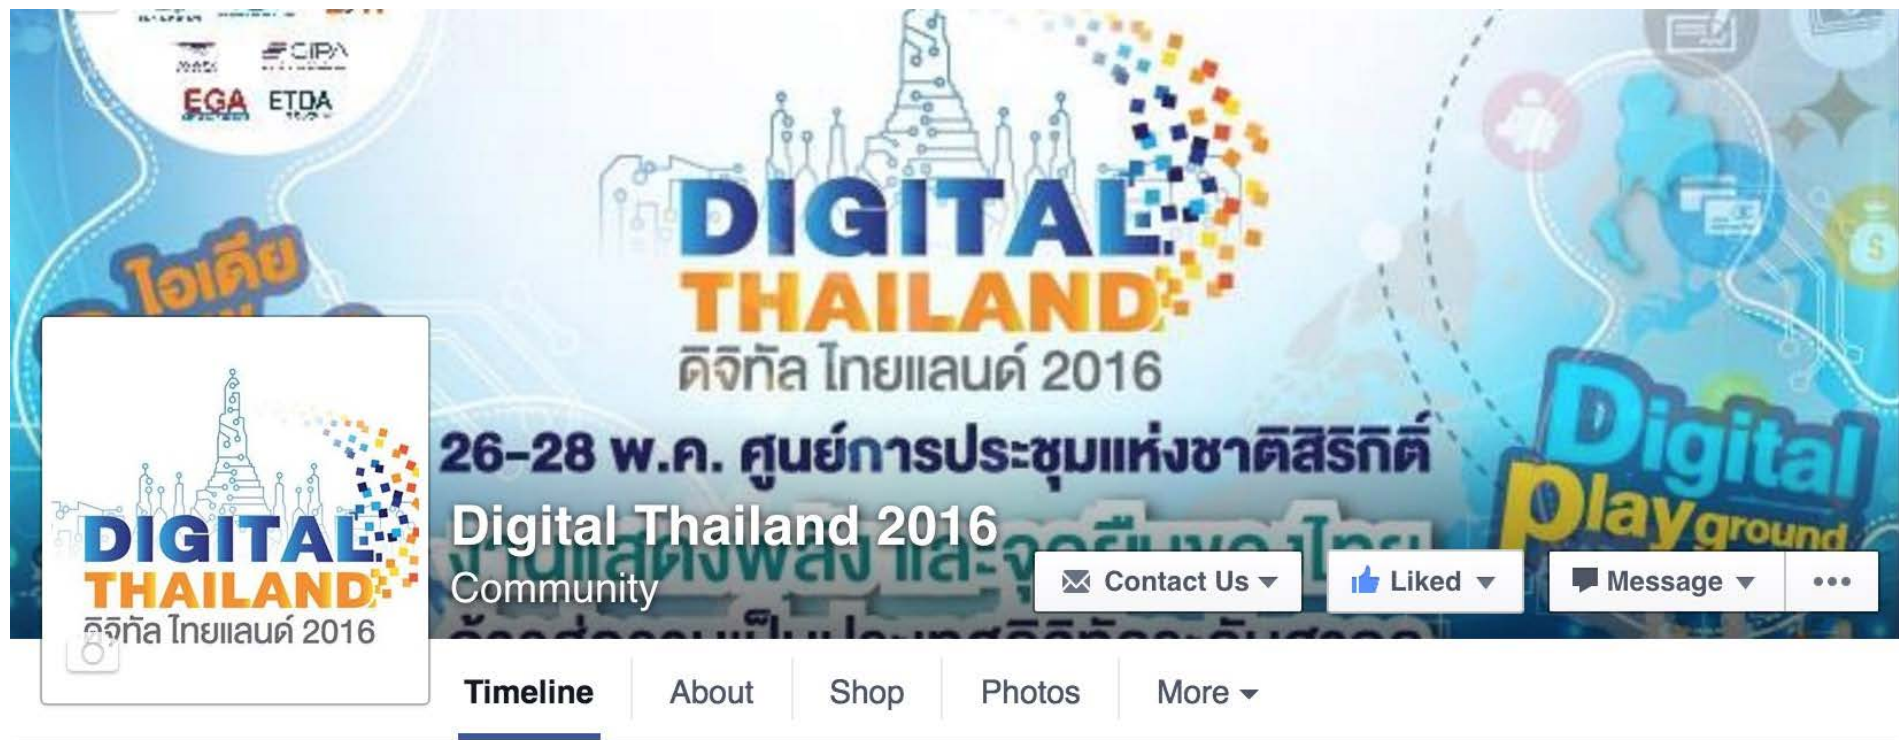 CIPA
EGA ETDA
ไอเดีย
DIGITAL
THAILAND
ดิจิทัล ไทยแลนด์ 2016
26-28 พ.ค. ศูนย์การประชุมแห่งชาติสิริกิติ์
Digital
Playground
DIGITAL
THAILAND
ดิจิทัล ไทยแลนด์ 2016
Digital Thailand 2016
Community
Contact Us
Liked
Message
Timeline
About
Shop
Photos
More